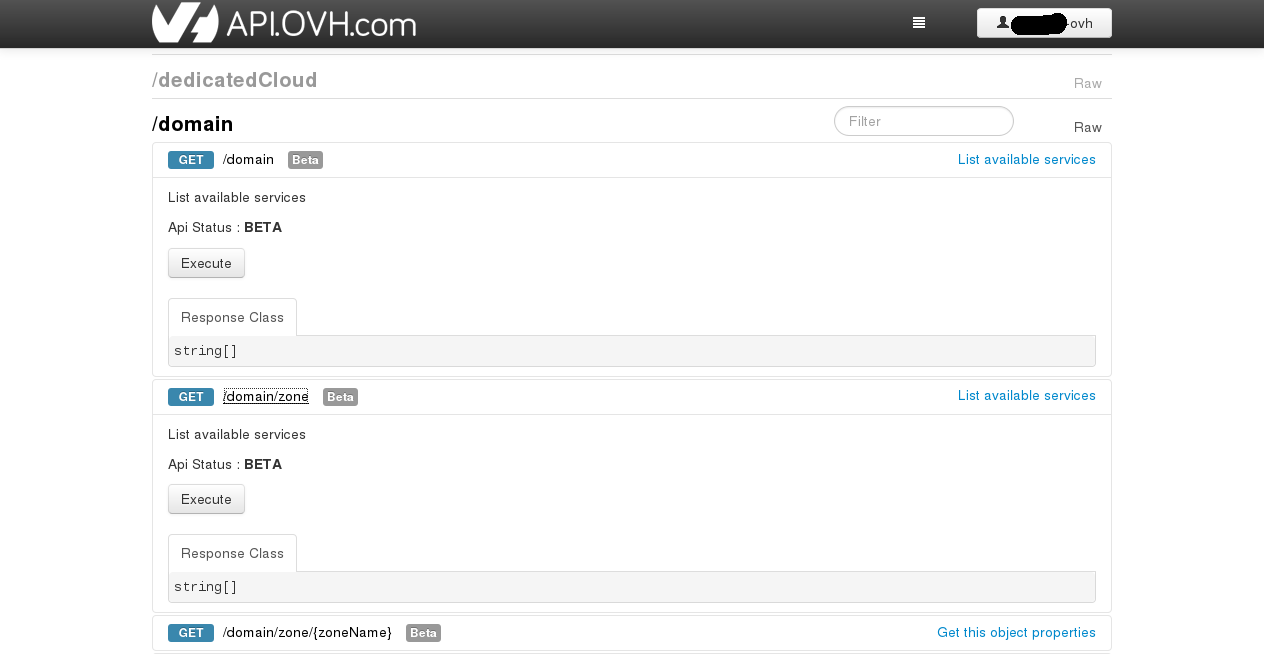 API.OVH.com
-ovh
/dedicatedCloud Raw
/domain Filter Raw
GET /domain Beta List available services
List available services
Api Status : BETA
Execute
Response Class
string[]
GET /domain/zone Beta List available services
List available services
Api Status : BETA
Execute
Response Class
string[]
GET /domain/zone/{zoneName} Beta Get this object properties